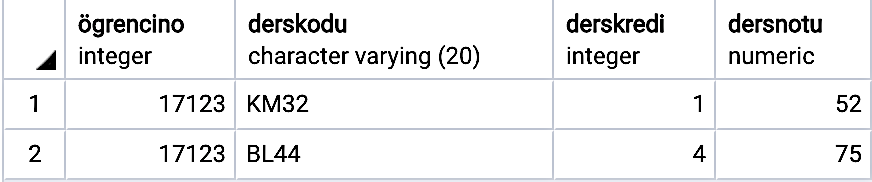 ögrencino derskodu derskredi dersnotu
integer character varying (20) integer numeric
1 17123 KM32 1 52
2 17123 BL44 4 75